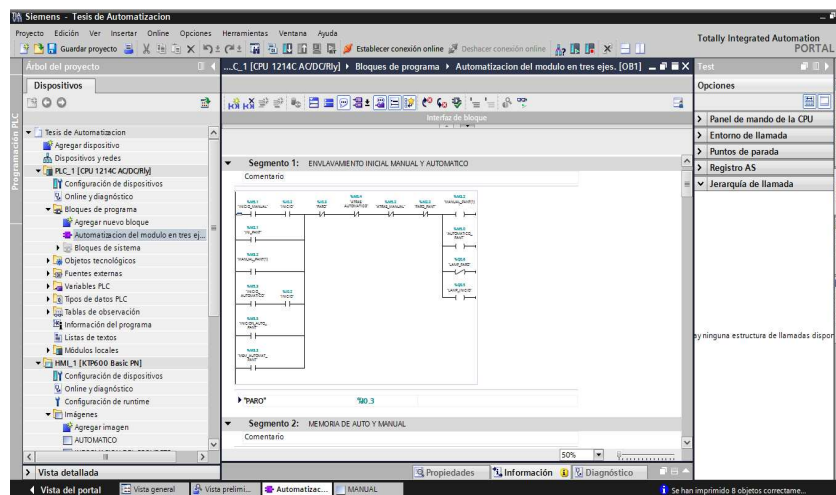 Siemens - Tesis de Automatizacion
Proyecto Edición Ver Insertar Online Opciones Herramientas Ventana Ayuda
Totally Integrated Automation
PORTAL
Guardar proyecto
Establecer conexión online
Deshacer conexión online
Árbol del proyecto
...C_1 [CPU 1214C AC/DC/Rly] Bloques de programa Automatizacion del modulo en tres ejes. [OB1]
Test
Dispositivos
Opciones
Interfaz de bloque
Programación PLC
Tesis de Automatizacion
Agregar dispositivo
Dispositivos y redes
PLC_1 [CPU 1214C AC/DC/Rly]
Configuración de dispositivos
Online y diagnóstico
Bloques de programa
Agregar nuevo bloque
Automatizacion del modulo en tres ej...
Bloques de sistema
Objetos tecnológicos
Fuentes externas
Variables PLC
Tipos de datos PLC
Tablas de observación
Información del programa
Listas de textos
Módulos locales
HMI_1 [KTP600 Basic PN]
Configuración de dispositivos
Online y diagnóstico
Configuración de runtime
Imágenes
Agregar imagen
AUTOMATICO
Segmento 1: ENVLAVAMIENTO INICIAL MANUAL Y AUTOMATICO
Comentario
"PARO" %I0.3
Segmento 2: MEMORIA DE AUTO Y MANUAL
Comentario
50%
Panel de mando de la CPU
Entorno de llamada
Puntos de parada
Registro AS
Jerarquía de llamada
ay ninguna estructura de llamadas dispor
Vista detallada
Propiedades Información Diagnóstico
Vista del portal Vista general Vista prelimi... Automatizac... MANUAL
Se han imprimido 8 objetos correctame...